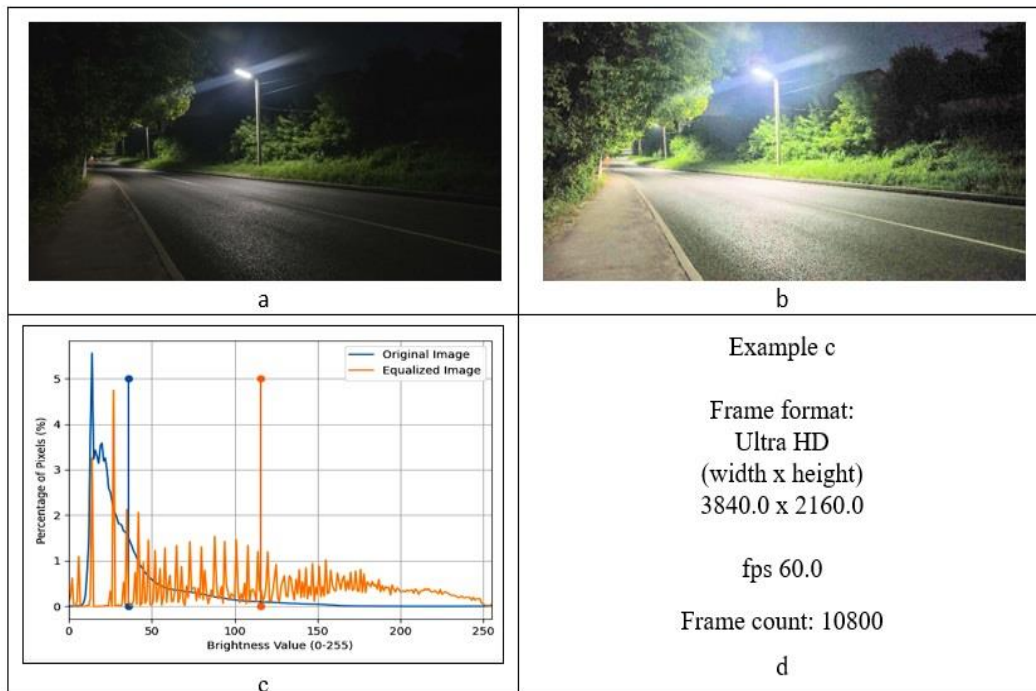 a
b
Original Image
Equalized Image
Percentage of Pixels (%)
5
4
3
2
1
0
0
50
100
150
200
250
Brightness Value (0-255)
c
Example c
Frame format:
Ultra HD
(width x height)
3840.0 x 2160.0
fps 60.0
Frame count: 10800
d